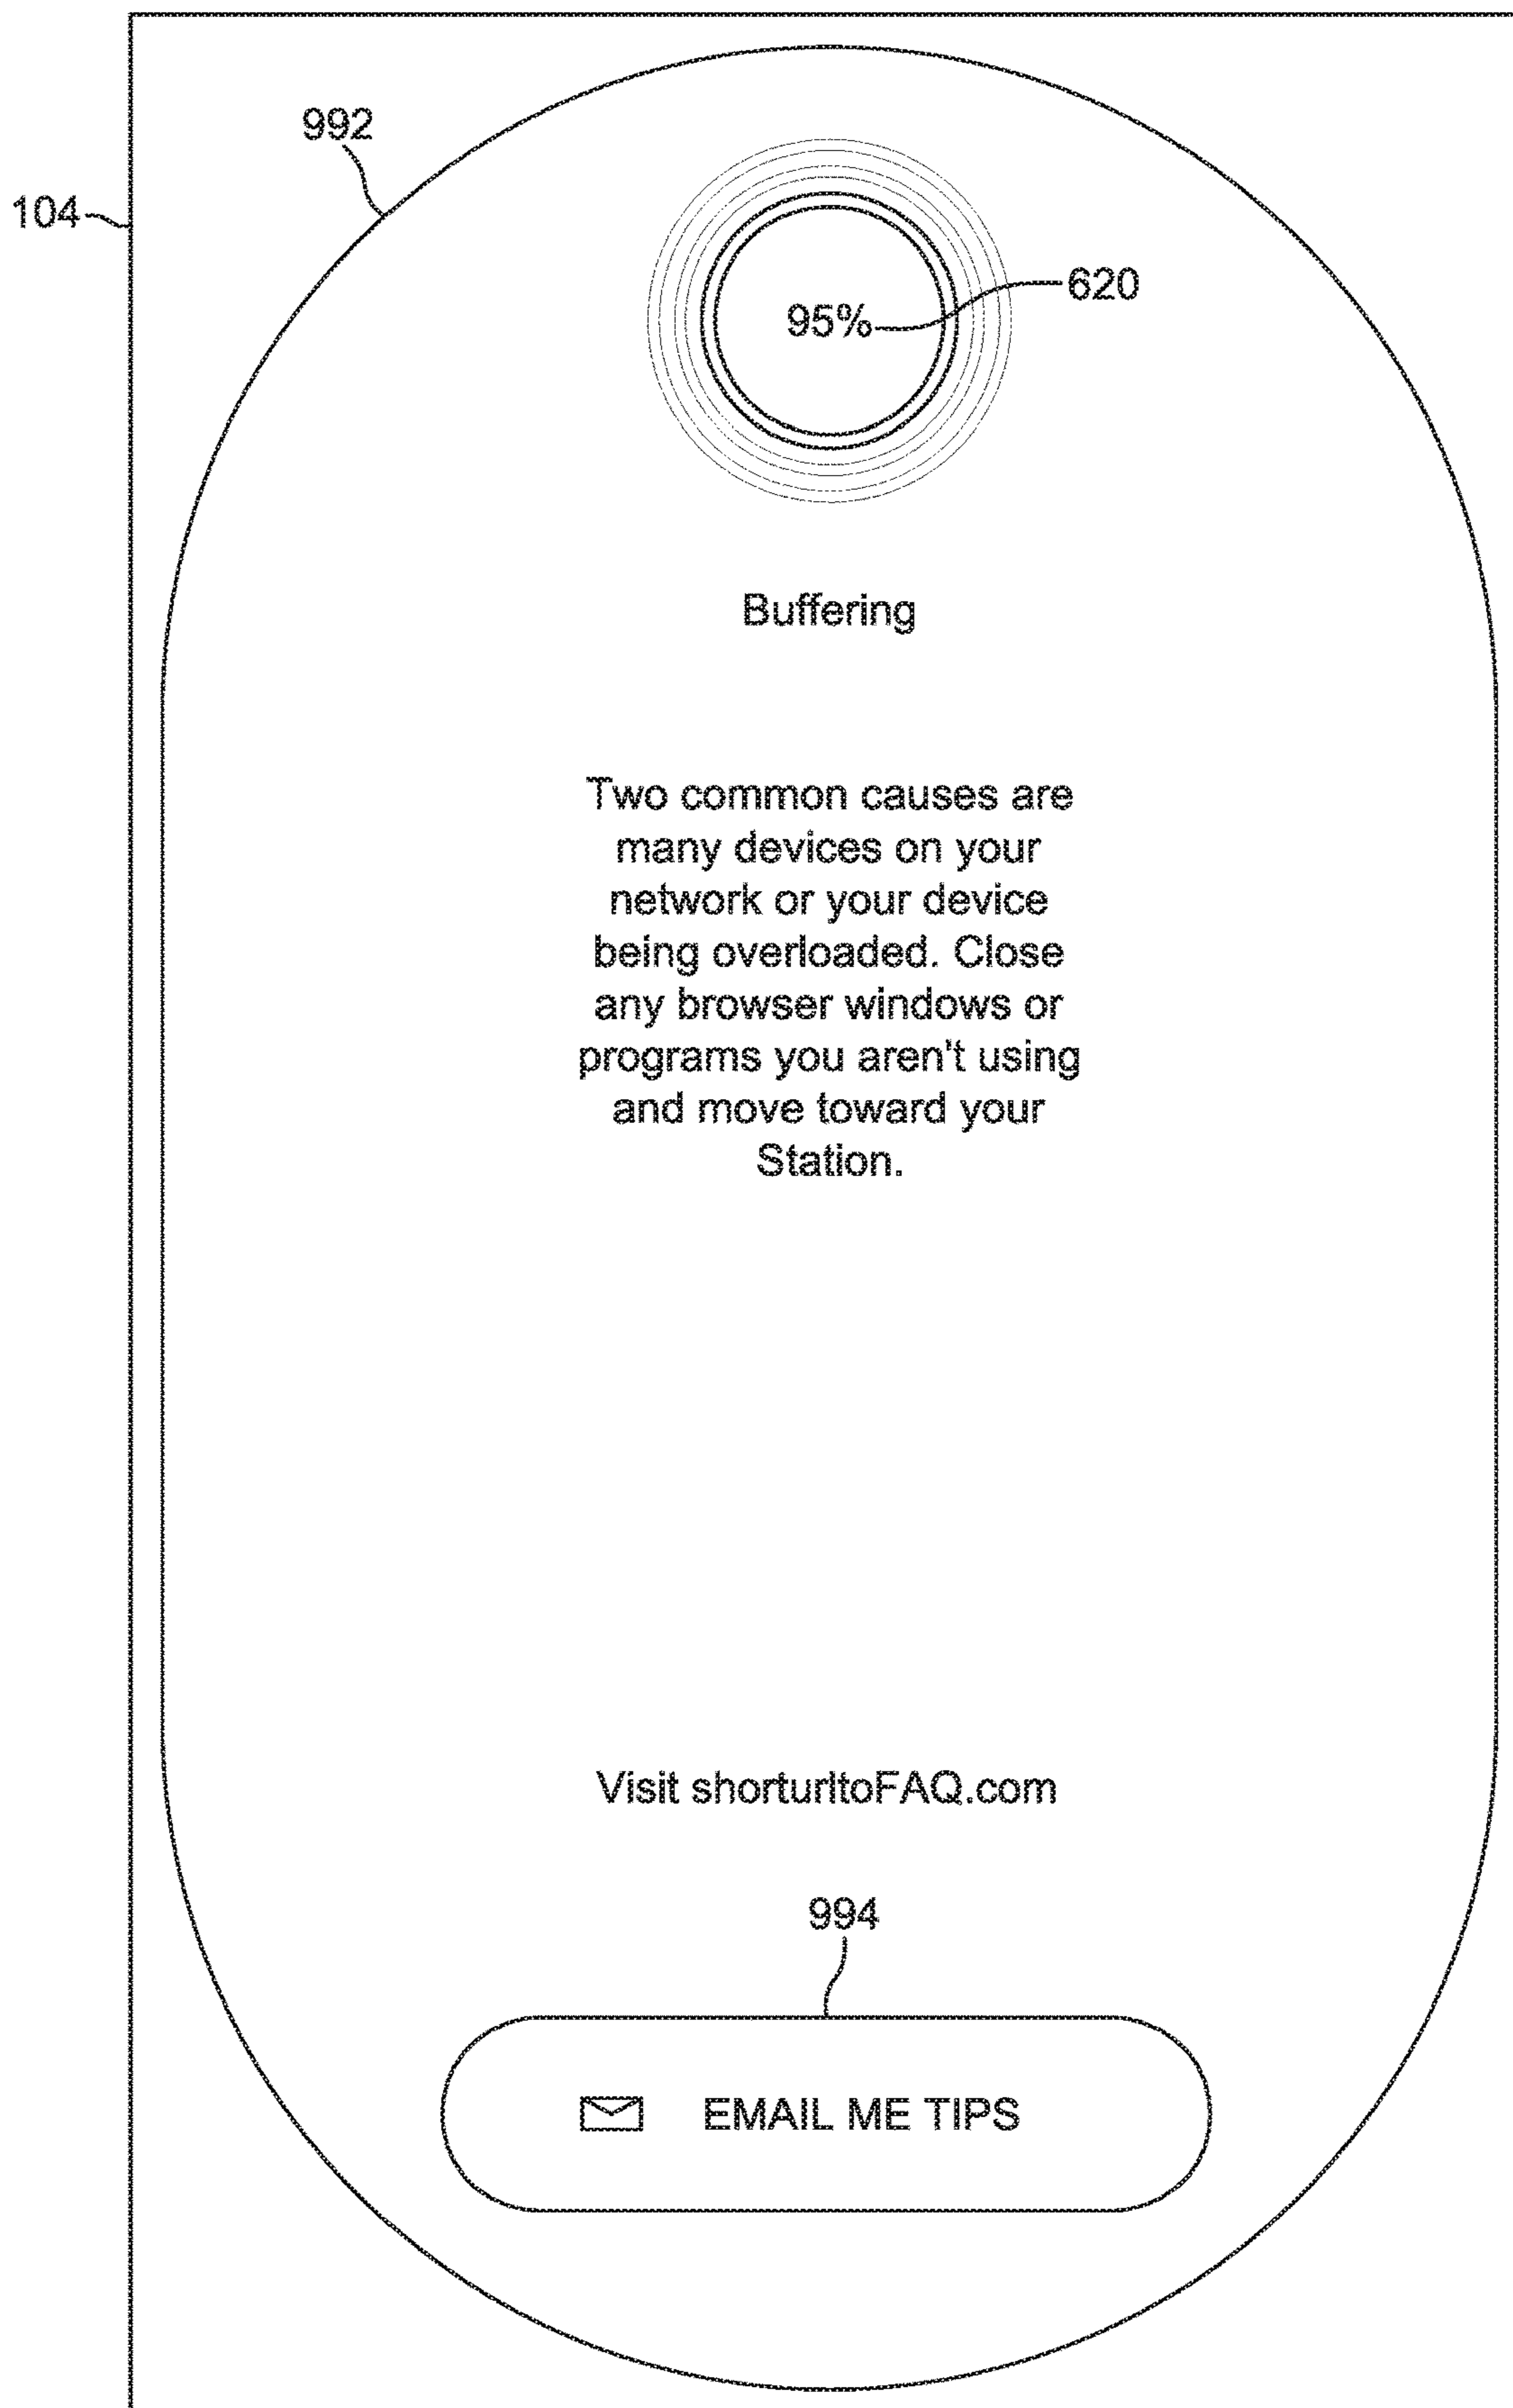 992
104
620
95%
Buffering
Two common causes are
many devices on your
network or your device
being overloaded. Close
any browser windows or
programs you aren't using
and move toward your
Station.
Visit shorturltoFAQ.com
994
EMAIL ME TIPS